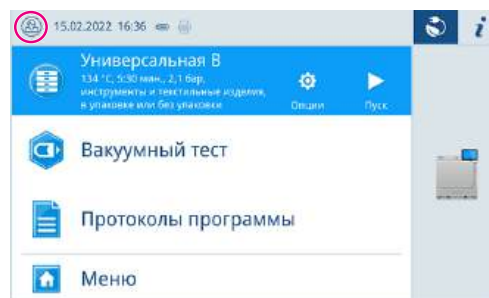 15.02.2022 16:36
i
Универсальная B
134 °C, 5:30 мин., 2,1 бар,
инструменты и текстильные изделия,
в упаковке или без упаковки
Опции
Пуск
Вакуумный тест
Протоколы программы
Меню